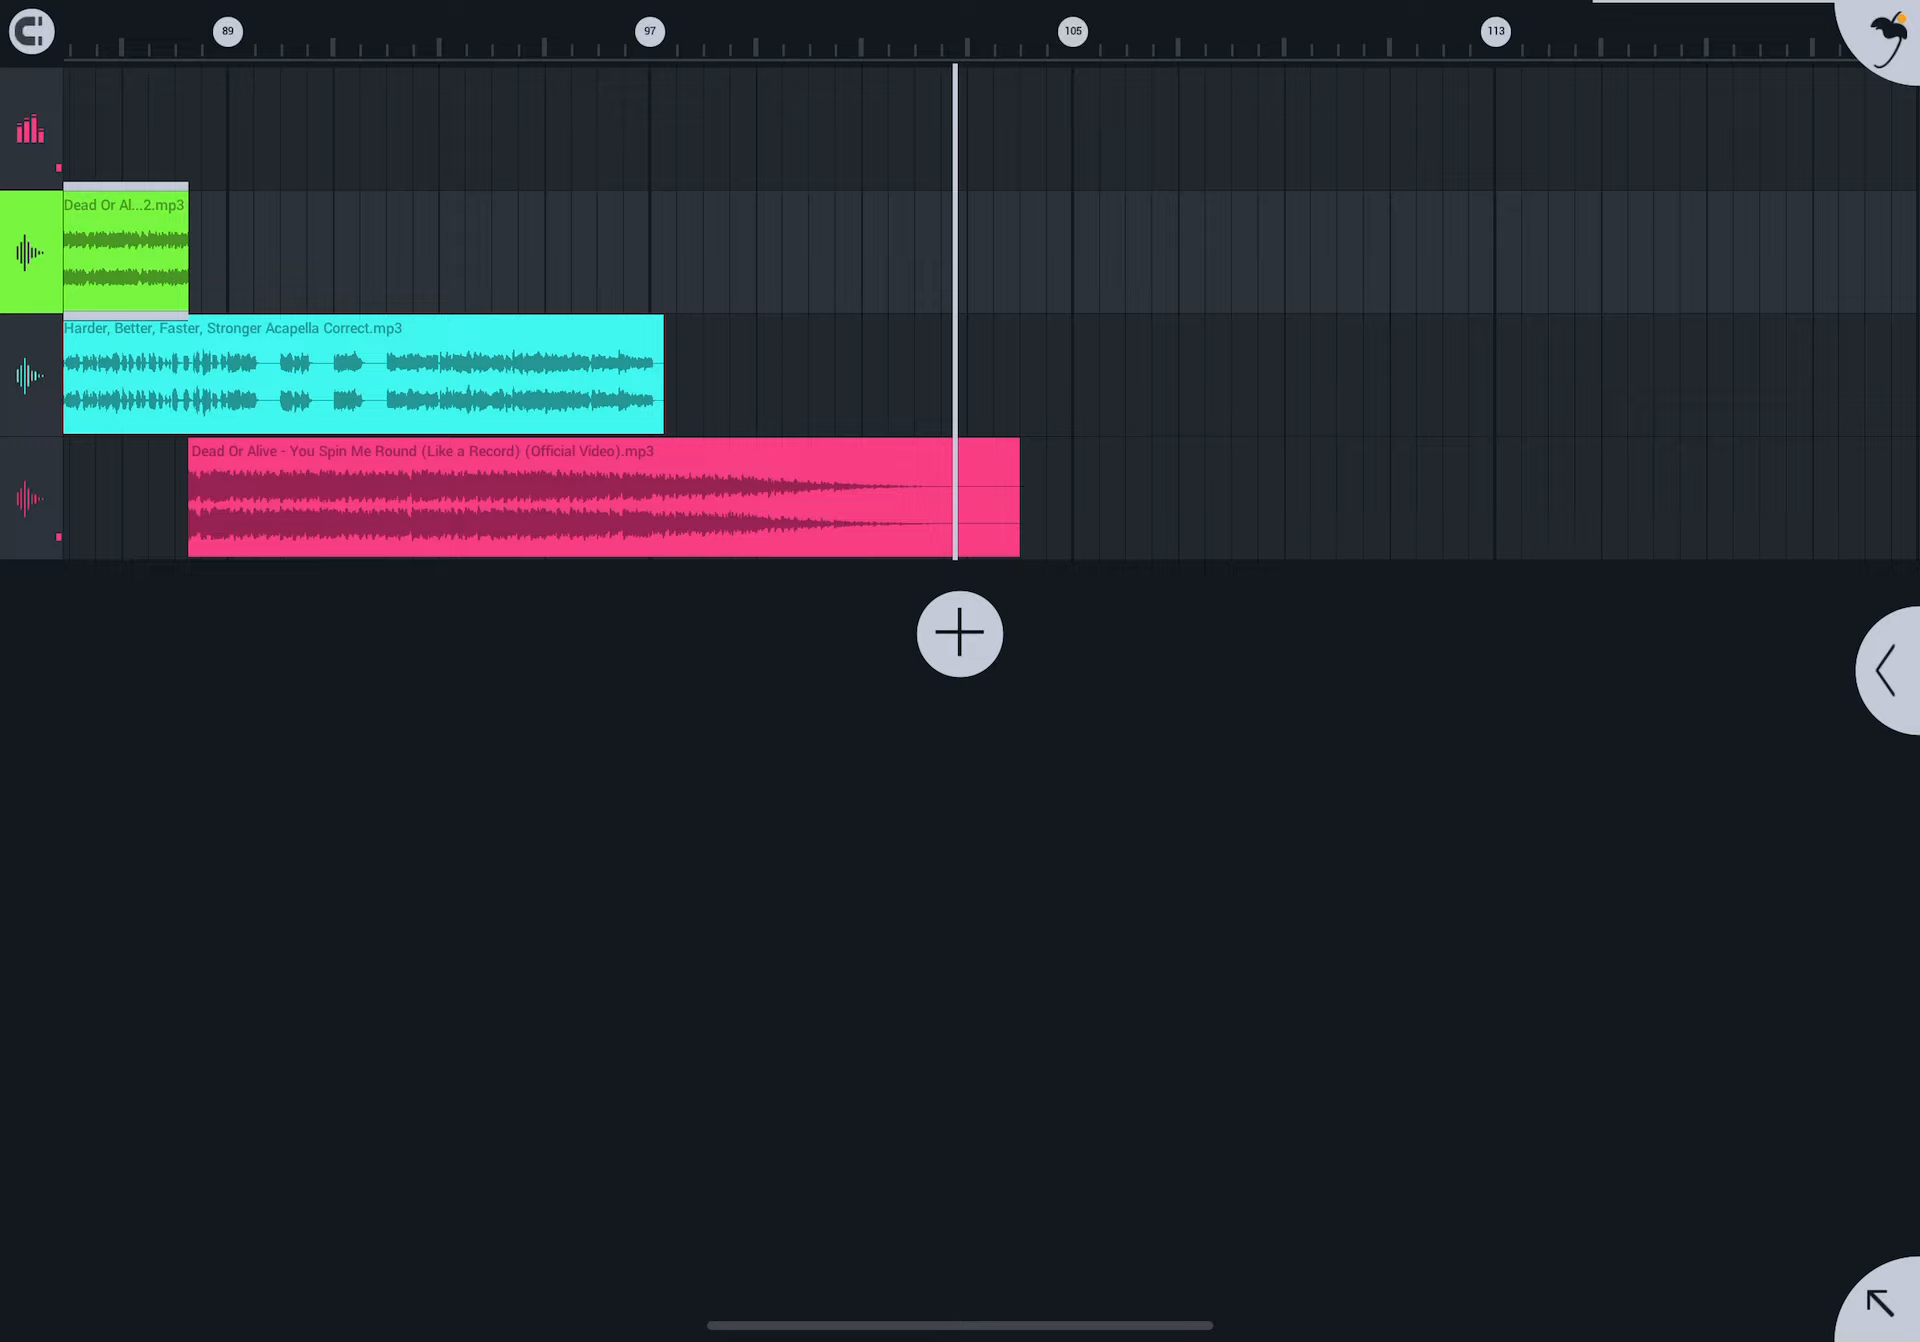 89
97
105
113
Dead Or Al...2.mp3
Harder, Better, Faster, Stronger Acapella Correct.mp3
Dead Or Alive - You Spin Me Round (Like a Record) (Official Video).mp3